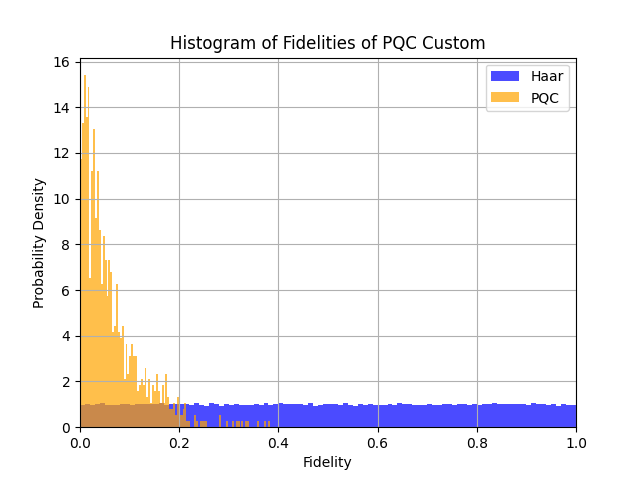 Histogram of Fidelities of PQC Custom
Haar
PQC
Probability Density
16
14
12
10
8
6
4
2
0
0.0 0.2 0.4 0.6 0.8 1.0
Fidelity